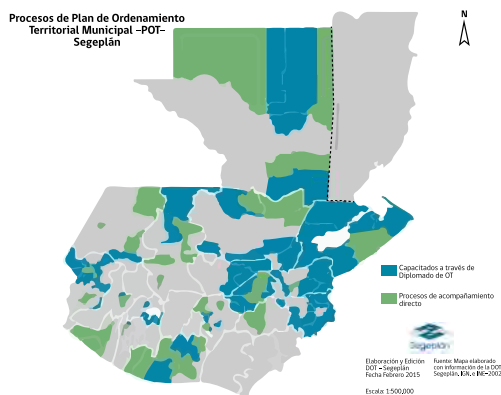 Procesos de Plan de Ordenamiento
Territorial Municipal –POT–
Segeplán
N
Capacitados a través de
Diplomado de OT
Procesos de acompañamiento
directo
Segeplán
Elaboración y Edición
DOT – Segeplán
Fecha Febrero 2015
Fuente: Mapa elaborado
con información de la DOT
Segeplán, IGN, e INE–2002
Escala: 1:500,000